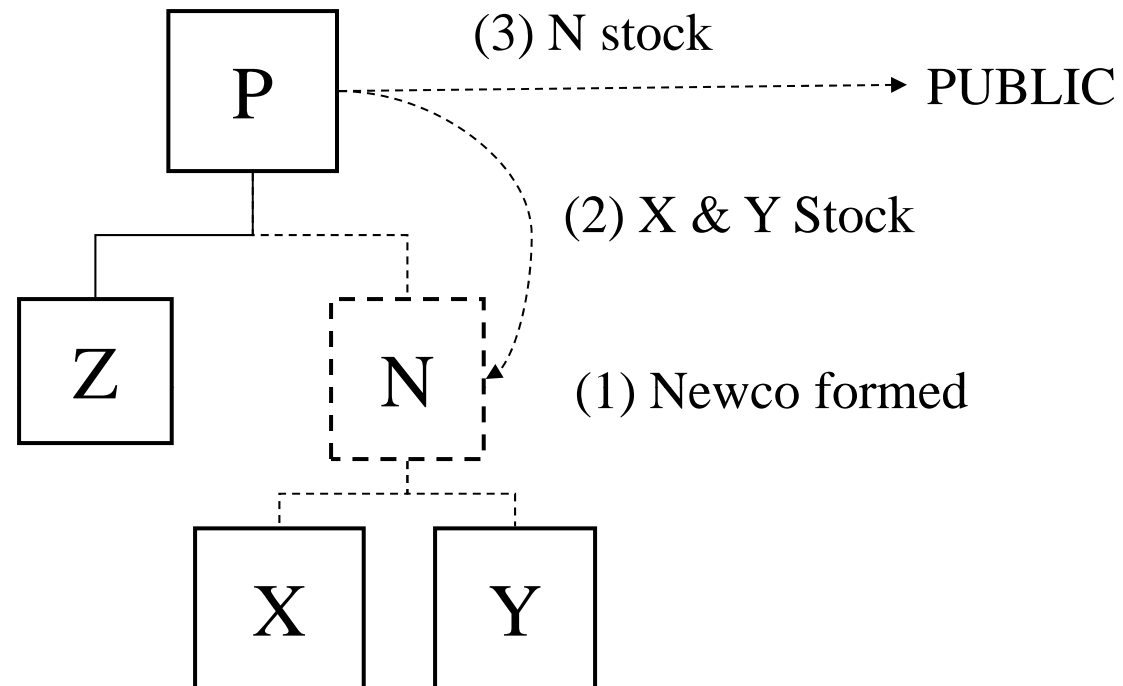 (3) N stock
P
PUBLIC
(2) X & Y Stock
Z
N
(1) Newco formed
X
Y